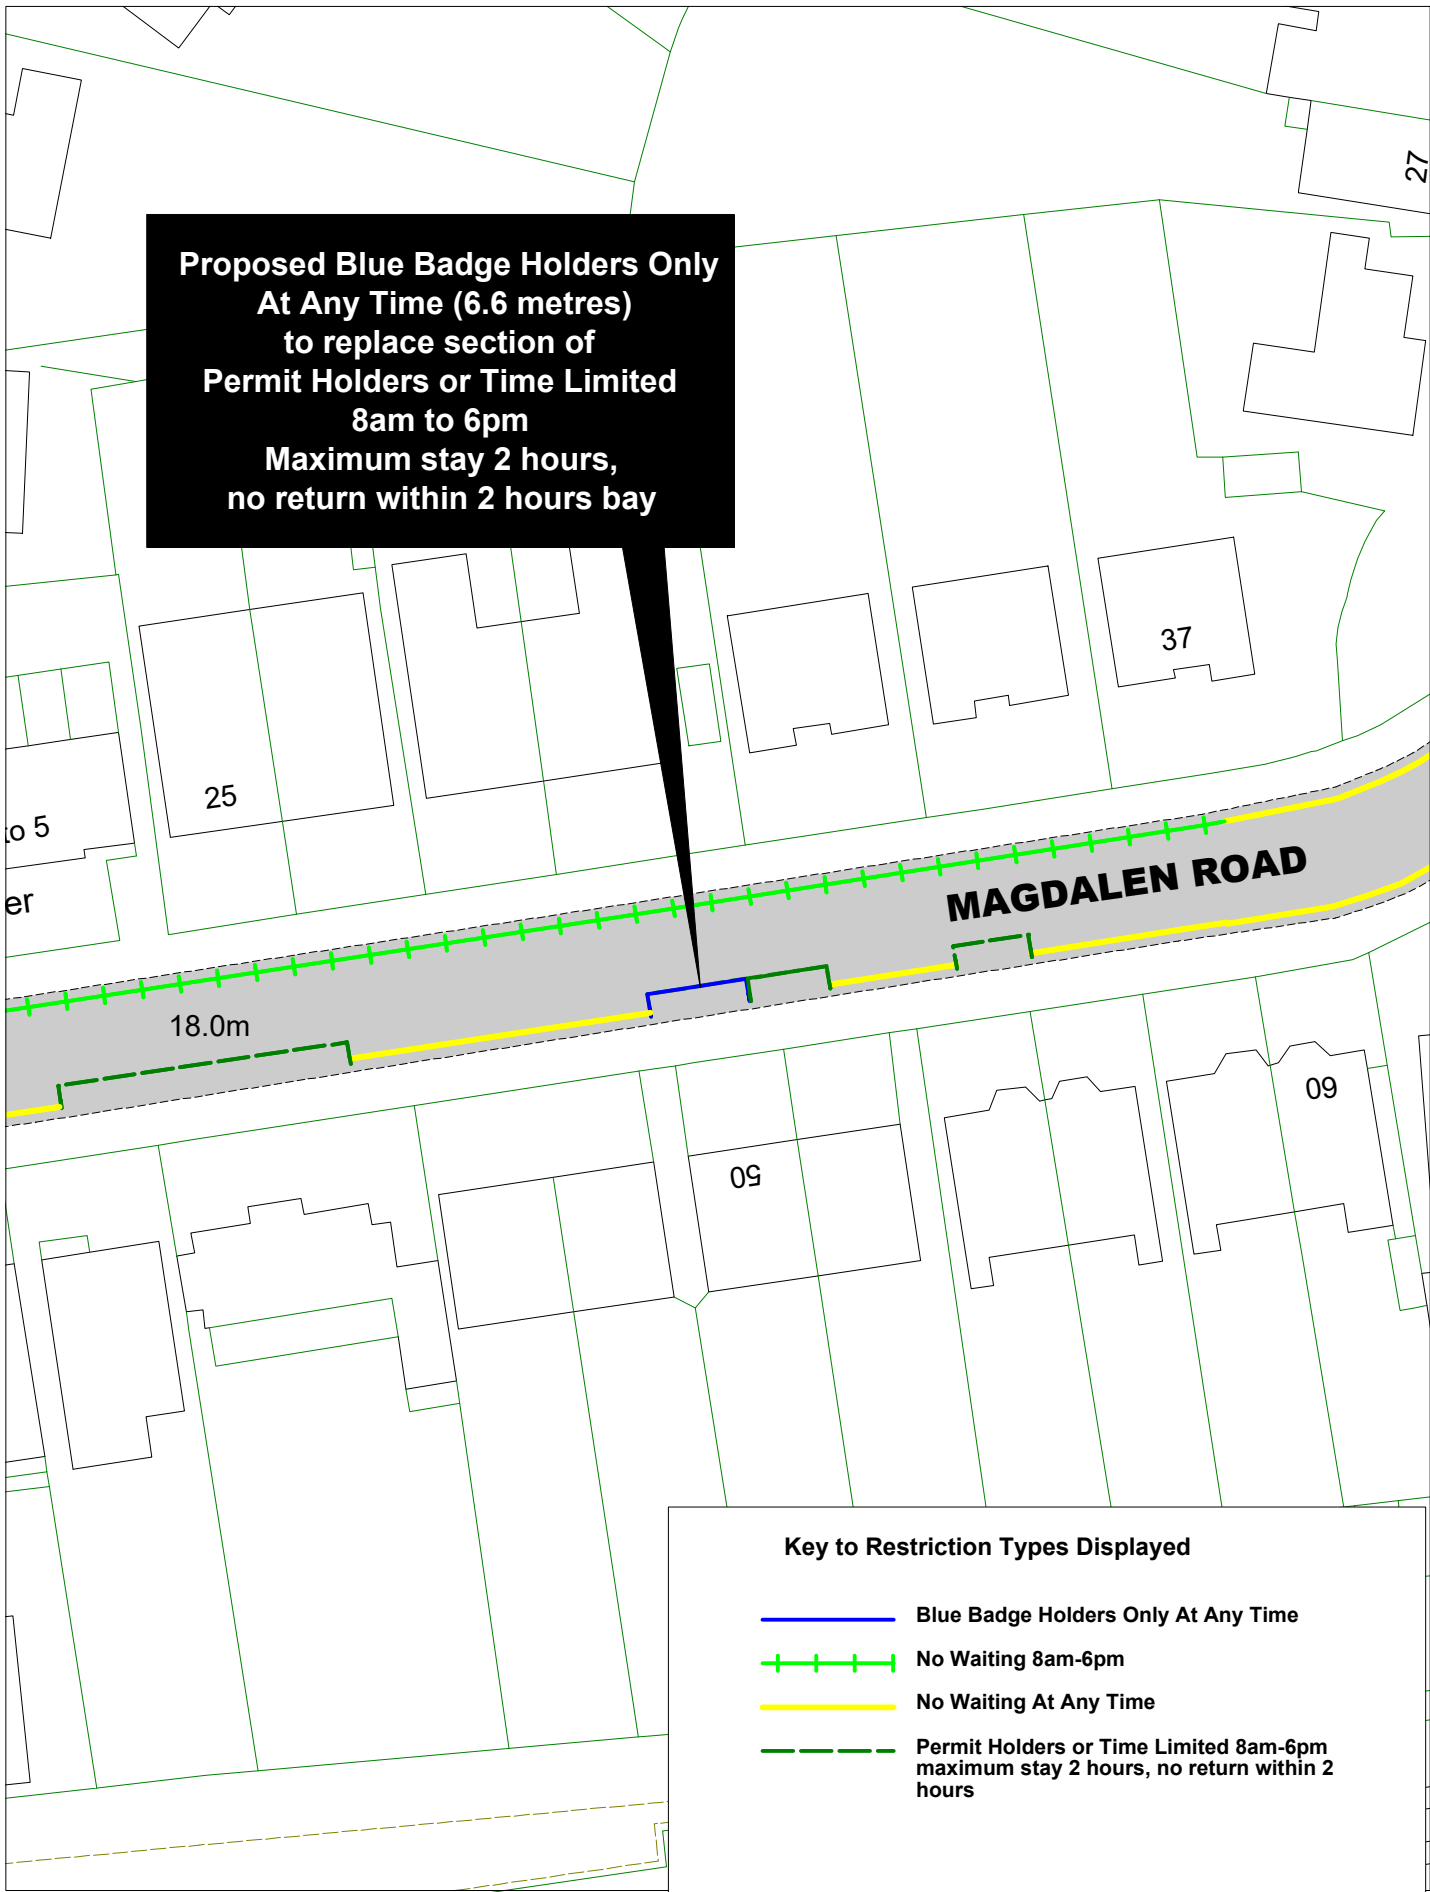 27
Proposed Blue Badge Holders Only
At Any Time (6.6 metres)
to replace section of
Permit Holders or Time Limited
8am to 6pm
Maximum stay 2 hours,
no return within 2 hours bay
37
25
to 5
er
MAGDALEN ROAD
18.0m
60
50
Key to Restriction Types Displayed
Blue Badge Holders Only At Any Time
No Waiting 8am-6pm
No Waiting At Any Time
Permit Holders or Time Limited 8am-6pm
maximum stay 2 hours, no return within 2
hours